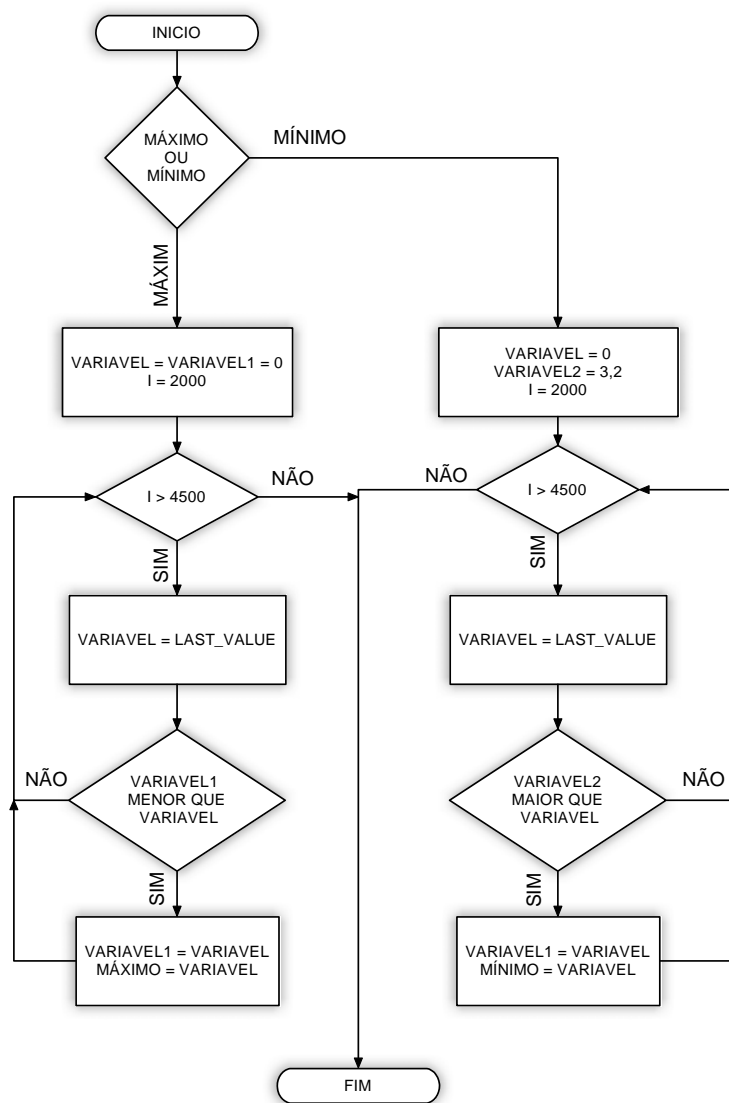 INICIO
MÁXIMO
OU
MÍNIMO
MÍNIMO
MÁXIM
VARIAVEL = VARIAVEL1 = 0
I = 2000
VARIAVEL = 0
VARIAVEL2 = 3,2
I = 2000
I > 4500
NÃO
NÃO
I > 4500
SIM
SIM
VARIAVEL = LAST_VALUE
VARIAVEL = LAST_VALUE
NÃO
VARIAVEL1
MENOR QUE
VARIAVEL
VARIAVEL2
MAIOR QUE
VARIAVEL
NÃO
SIM
SIM
VARIAVEL1 = VARIAVEL
MÁXIMO = VARIAVEL
VARIAVEL1 = VARIAVEL
MÍNIMO = VARIAVEL
FIM